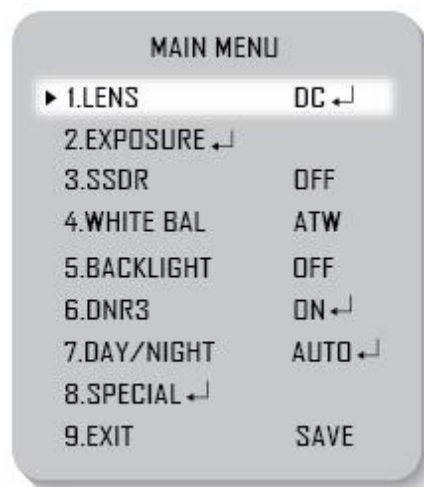 MAIN MENU
▶ 1.LENS DC ↵
2.EXPOSURE ↵
3.SSDR OFF
4.WHITE BAL ATW
5.BACKLIGHT OFF
6.DNR3 ON ↵
7.DAY/NIGHT AUTO ↵
8.SPECIAL ↵
9.EXIT SAVE